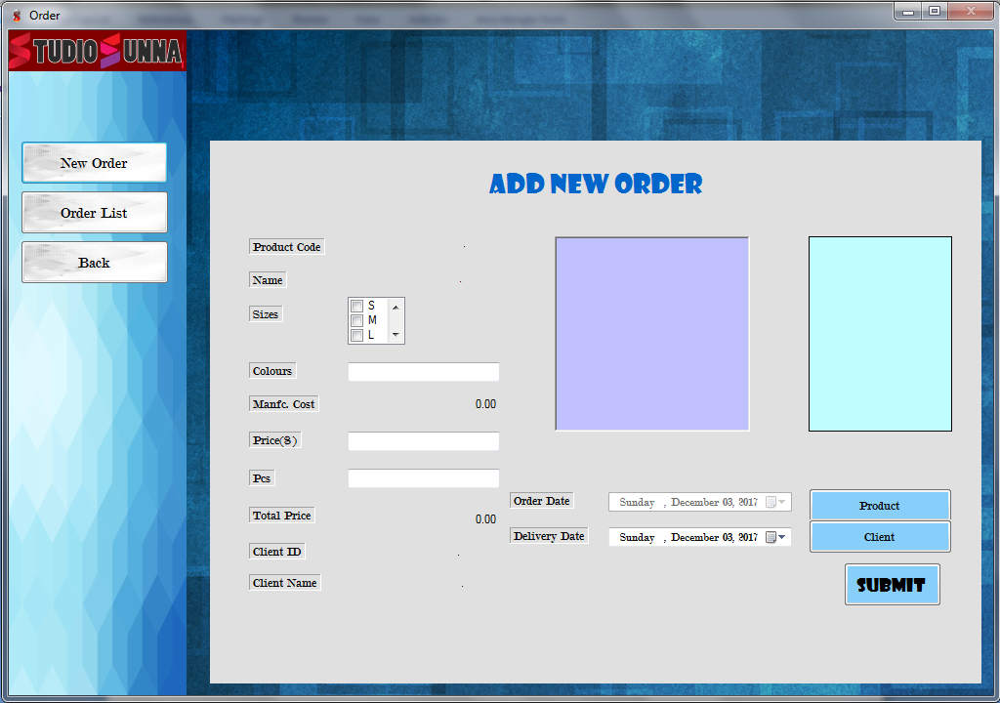 Order
STUDIO SUNNA
New Order
Order List
Back
ADD NEW ORDER
Product Code .
Name .
Sizes
S
M
L
Colours
Manfc. Cost 0.00
Price($)
Pcs
Total Price 0.00
Client ID .
Client Name .
Order Date Sunday , December 03, 2017
Delivery Date Sunday , December 03, 2017
Product
Client
SUBMIT